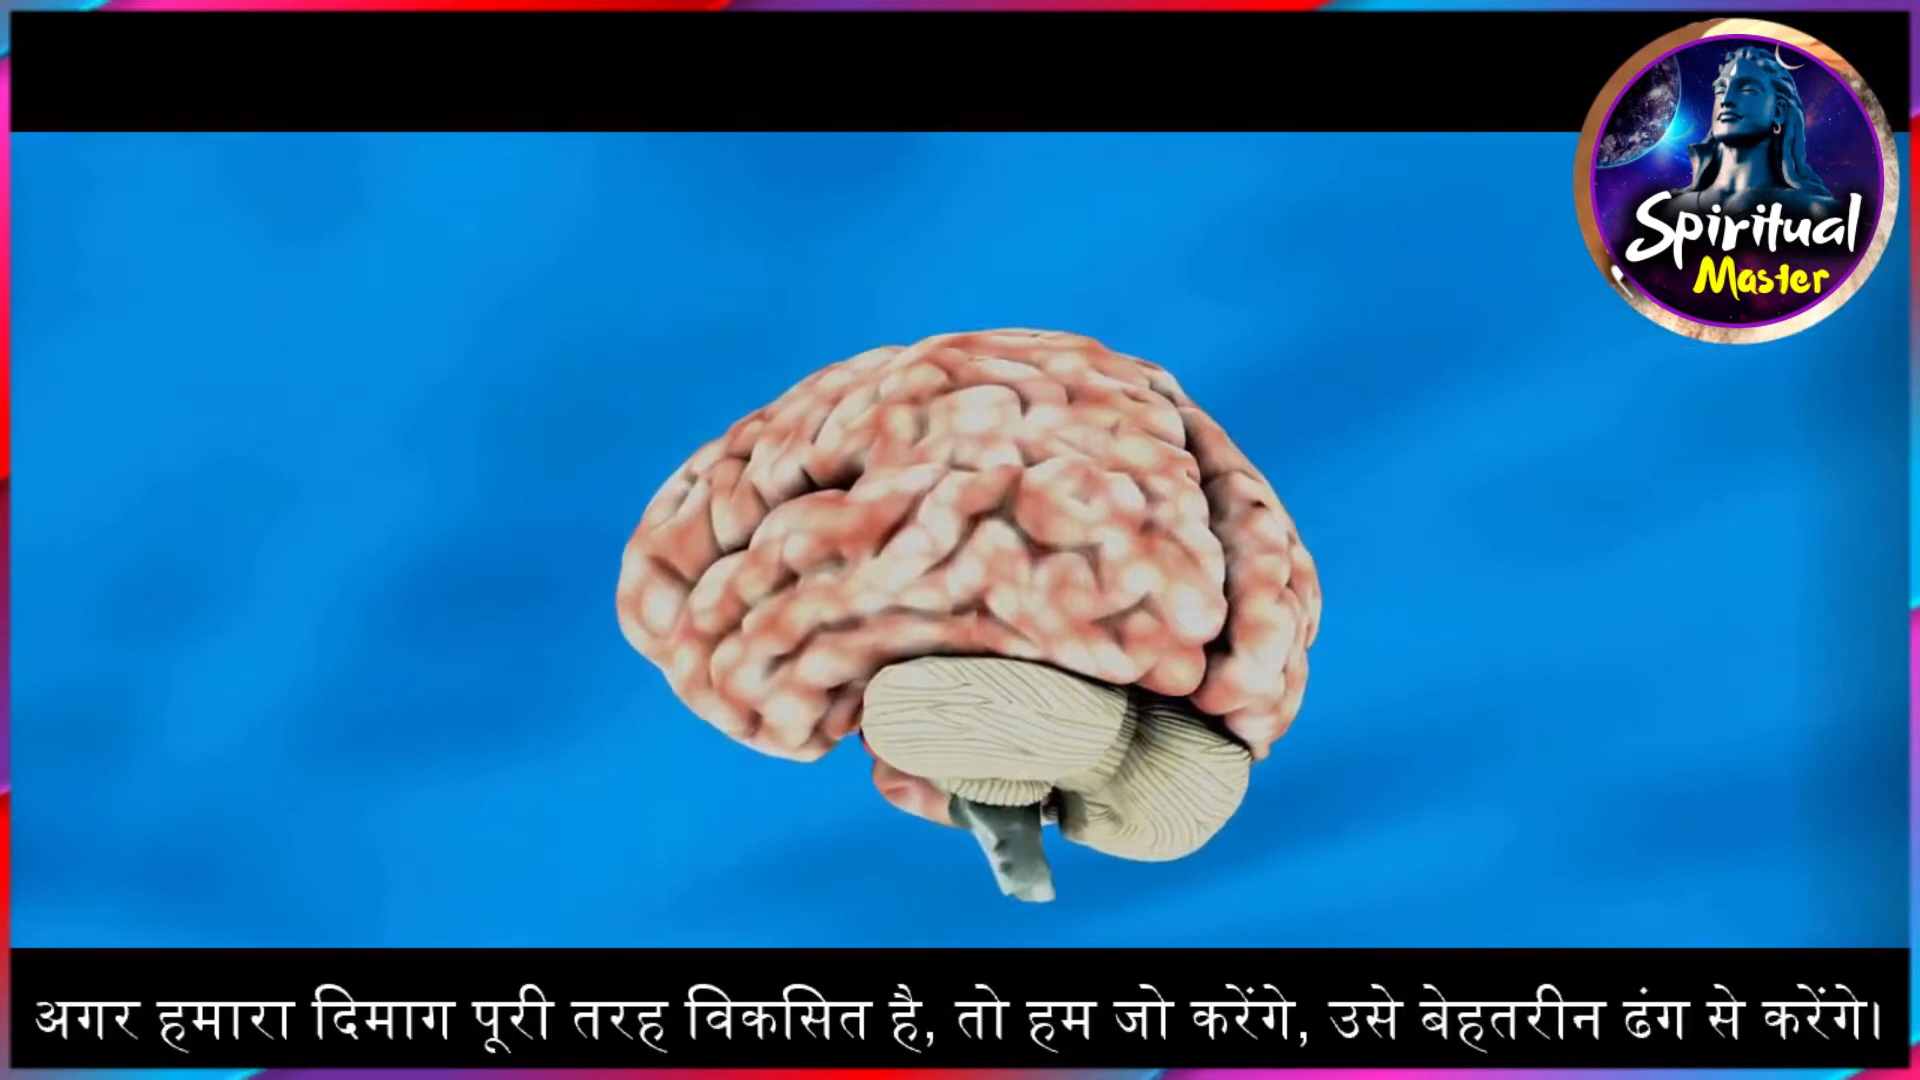 Spiritual
Master
अगर हमारा दिमाग पूरी तरह विकसित है, तो हम जो करेंगे, उसे बेहतरीन ढंग से करेंगे।